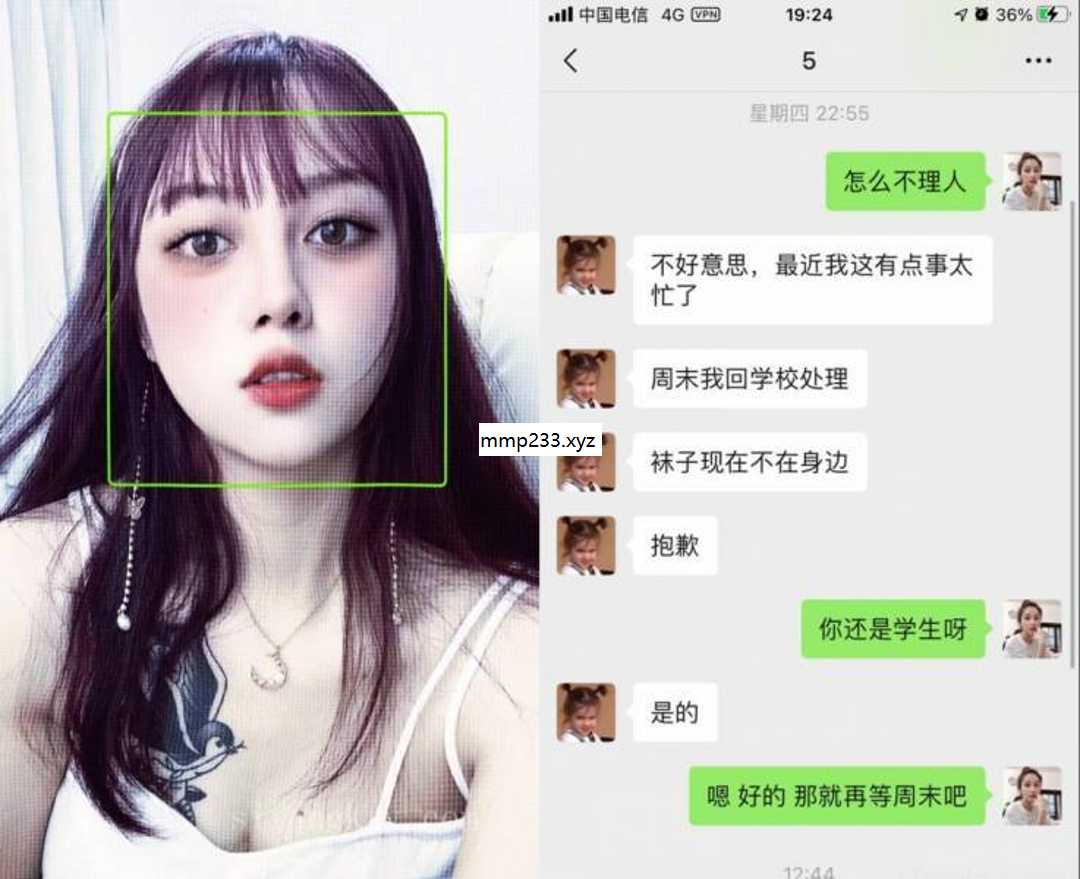 中国电信 4G VPN 19:24 36%
5
星期四 22:55
怎么不理人
不好意思，最近我这有点事太
忙了
周末我回学校处理
mmp233.xyz
袜子现在不在身边
抱歉
你还是学生呀
是的
嗯 好的 那就再等周末吧
12:44